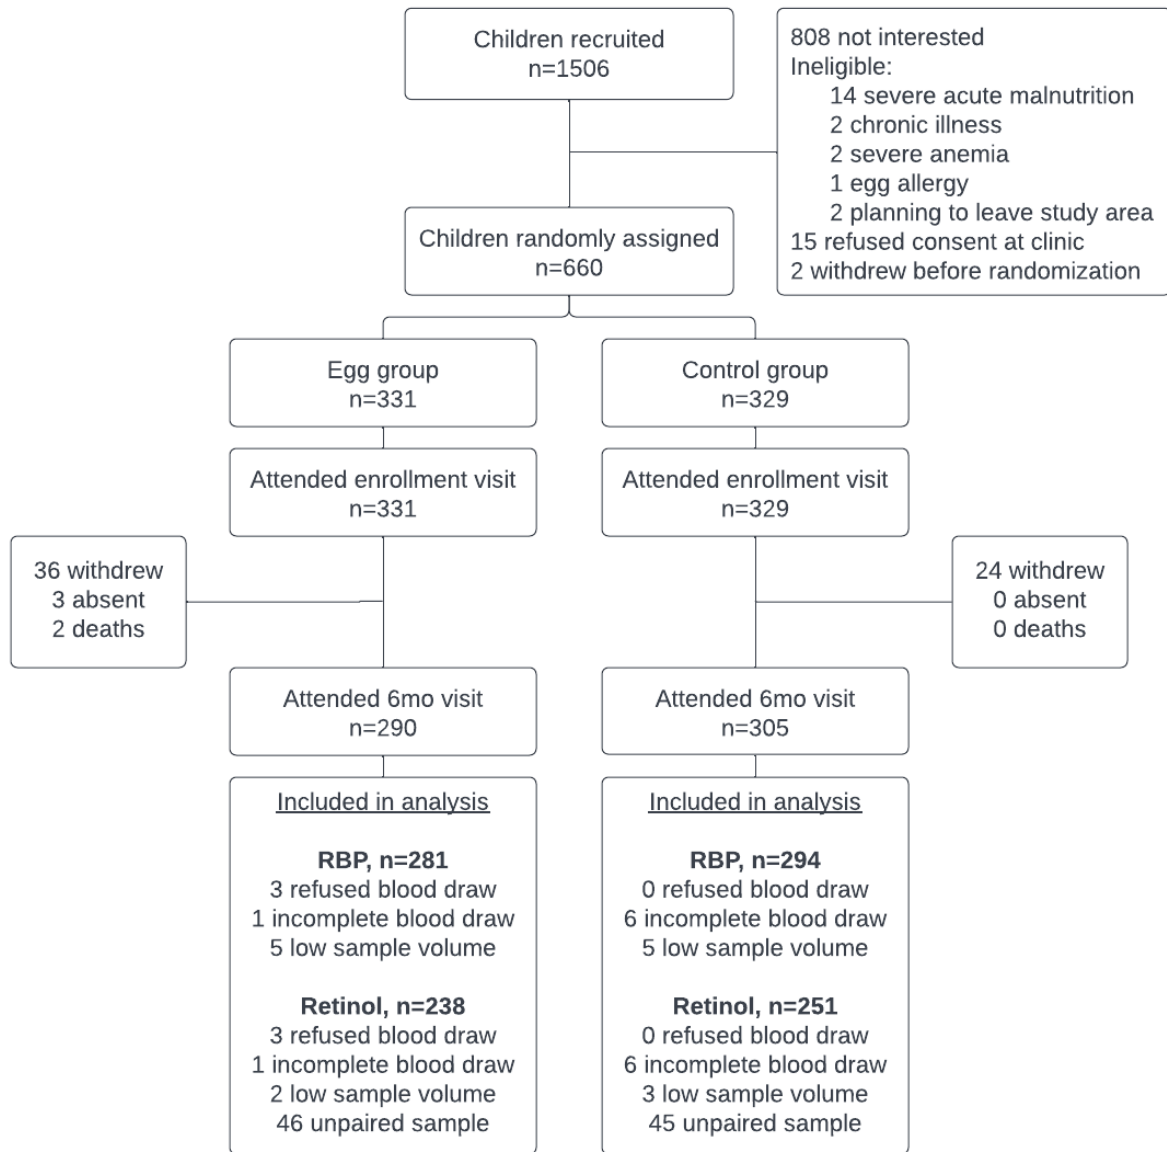 Children recruited
n=1506
808 not interested
Ineligible:
14 severe acute malnutrition
2 chronic illness
2 severe anemia
1 egg allergy
2 planning to leave study area
15 refused consent at clinic
2 withdrew before randomization
Children randomly assigned
n=660
Egg group
n=331
Control group
n=329
Attended enrollment visit
n=331
Attended enrollment visit
n=329
36 withdrew
3 absent
2 deaths
24 withdrew
0 absent
0 deaths
Attended 6mo visit
n=290
Attended 6mo visit
n=305
Included in analysis
RBP, n=281
3 refused blood draw
1 incomplete blood draw
5 low sample volume
Retinol, n=238
3 refused blood draw
1 incomplete blood draw
2 low sample volume
46 unpaired sample
Included in analysis
RBP, n=294
0 refused blood draw
6 incomplete blood draw
5 low sample volume
Retinol, n=251
0 refused blood draw
6 incomplete blood draw
3 low sample volume
45 unpaired sample